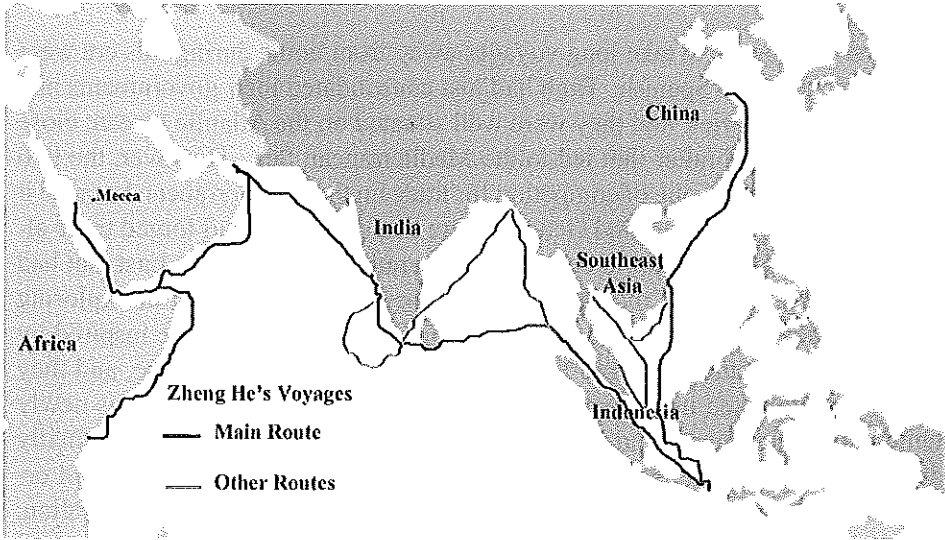 China
.Mecca
India
Southeast
Asia
Africa
Indonesia
Zheng He's Voyages
Main Route
Other Routes